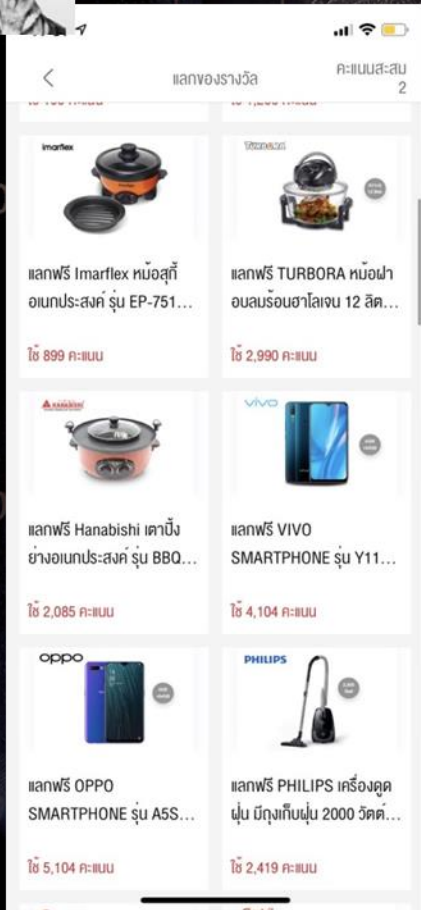 แลกของรางวัล
คะแนนสะสม
2
imarflex
TURBORA
แลกฟรี Imarflex หม้อสุกี้
อเนกประสงค์ รุ่น EP-751...
แลกฟรี TURBORA หม้อฝา
อบลมร้อนฮาโลเจน 12 ลิต...
ใช้ 899 คะแนน
ใช้ 2,990 คะแนน
HANABISHI
vivo
แลกฟรี Hanabishi เตาปิ้ง
ย่างอเนกประสงค์ รุ่น BBQ...
แลกฟรี VIVO
SMARTPHONE รุ่น Y11...
ใช้ 2,085 คะแนน
ใช้ 4,104 คะแนน
oppo
PHILIPS
แลกฟรี OPPO
SMARTPHONE รุ่น A5S...
แลกฟรี PHILIPS เครื่องดูด
ฝุ่น มีถุงเก็บฝุ่น 2000 วัตต์...
ใช้ 5,104 คะแนน
ใช้ 2,419 คะแนน